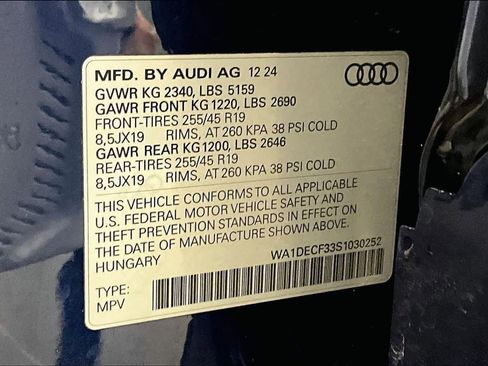 MFD. BY AUDI AG 12 24
GVWR KG 2340, LBS 5159
GAWR FRONT KG 1220, LBS 2690
FRONT-TIRES 255/45 R19
8,5JX19 RIMS, AT 260 KPA 38 PSI COLD
GAWR REAR KG1200, LBS 2646
REAR-TIRES 255/45 R19
8,5JX19 RIMS, AT 260 KPA 38 PSI COLD
THIS VEHICLE CONFORMS TO ALL APPLICABLE
U.S. FEDERAL MOTOR VEHICLE SAFETY AND
THEFT PREVENTION STANDARDS IN EFFECT ON
THE DATE OF MANUFACTURE SHOWN ABOVE.
HUNGARY
WA1DECF33S1030252
TYPE:
MPV